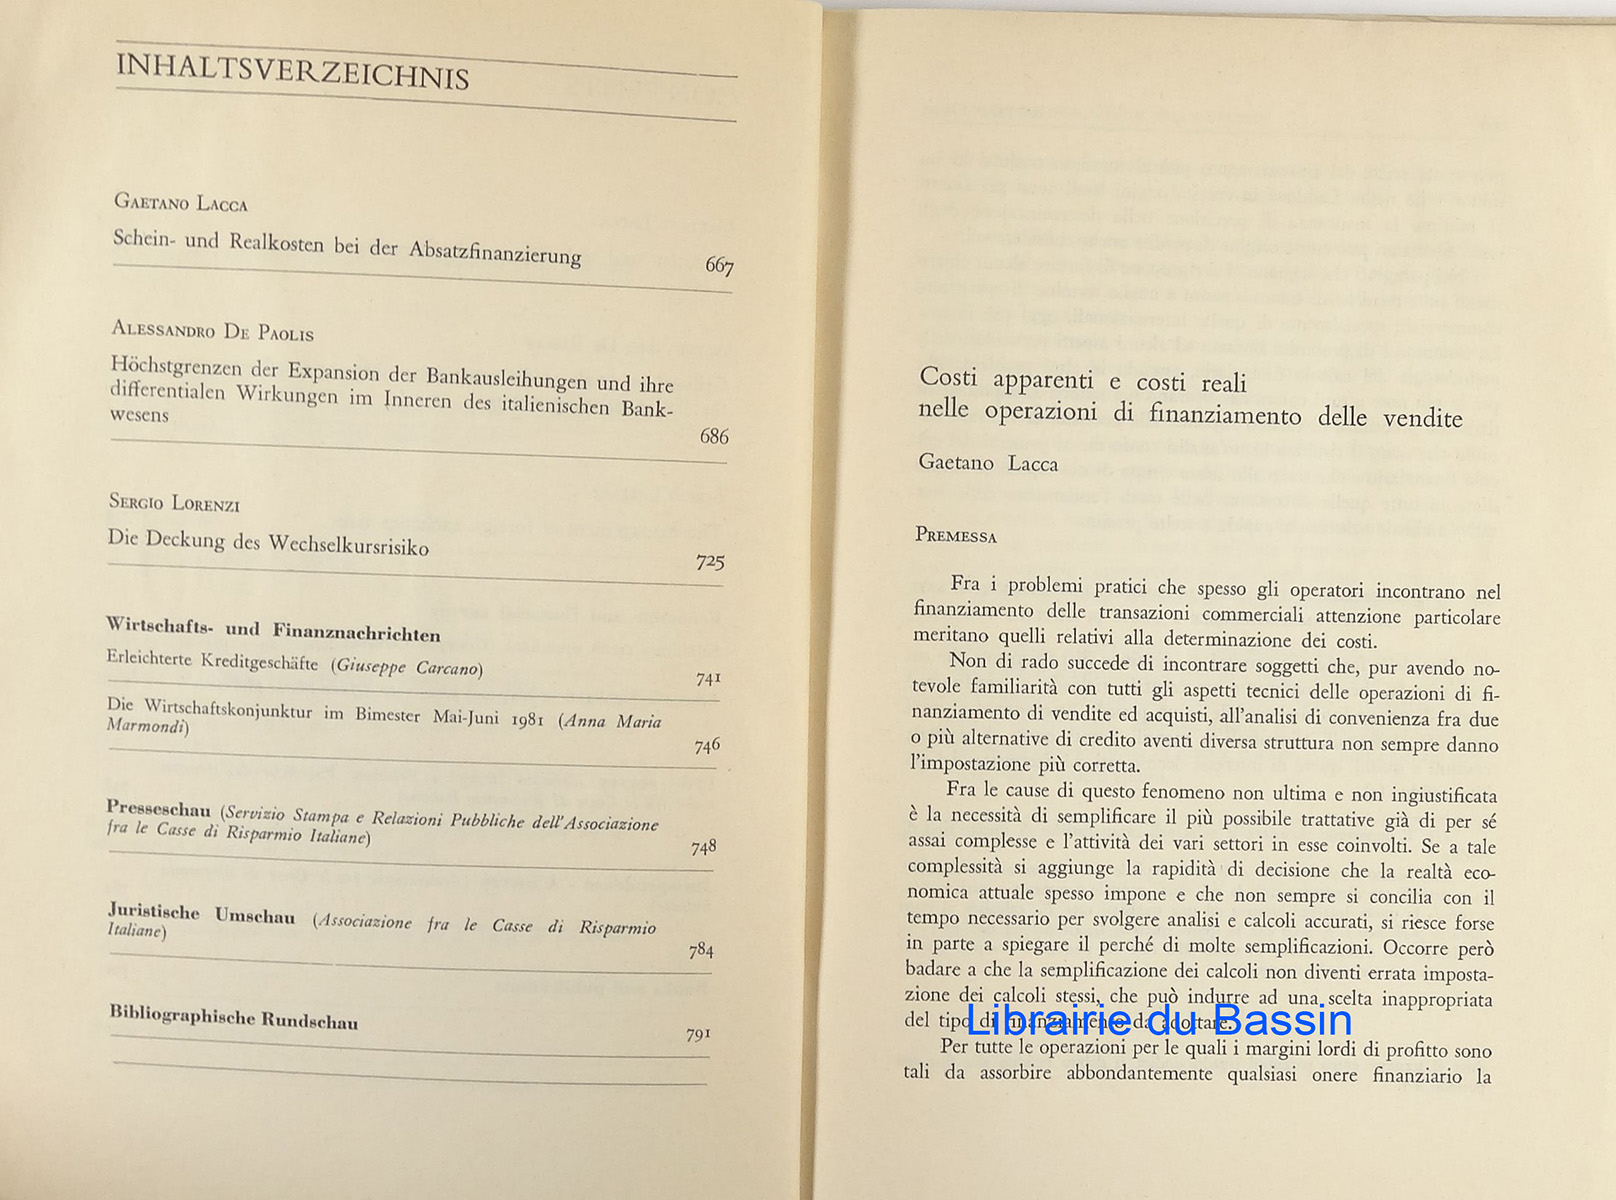 INHALTSVERZEICHNIS
GAETANO LACCA
Schein- und Realkosten bei der Absatzfinanzierung 667
ALESSANDRO DE PAOLIS
Höchstgrenzen der Expansion der Bankausleihungen und ihre
differentialen Wirkungen im Inneren des italienischen Bank-
wesens 686
SERGIO LORENZI
Die Deckung des Wechselkursrisiko 725
Wirtschafts- und Finanznachrichten
Erleichterte Kreditgeschäfte (Giuseppe Carcano) 741
Die Wirtschaftskonjunktur im Bimester Mai-Juni 1981 (Anna Maria
Marmondi) 746
Presseschau (Servizio Stampa e Relazioni Pubbliche dell'Associazione
fra le Casse di Risparmio Italiane) 748
Juristische Umschau (Associazione fra le Casse di Risparmio
Italiane) 784
Bibliographische Rundschau 791
Costi apparenti e costi reali
nelle operazioni di finanziamento delle vendite
Gaetano Lacca
PREMESSA
Fra i problemi pratici che spesso gli operatori incontrano nel
finanziamento delle transazioni commerciali attenzione particolare
meritano quelli relativi alla determinazione dei costi.
Non di rado succede di incontrare soggetti che, pur avendo no-
tevole familiarità con tutti gli aspetti tecnici delle operazioni di fi-
nanziamento di vendite ed acquisti, all'analisi di convenienza fra due
o più alternative di credito aventi diversa struttura non sempre danno
l'impostazione più corretta.
Fra le cause di questo fenomeno non ultima e non ingiustificata
è la necessità di semplificare il più possibile trattative già di per sé
assai complesse e l'attività dei vari settori in esse coinvolti. Se a tale
complessità si aggiunge la rapidità di decisione che la realtà eco-
nomica attuale spesso impone e che non sempre si concilia con il
tempo necessario per svolgere analisi e calcoli accurati, si riesce forse
in parte a spiegare il perché di molte semplificazioni. Occorre però
badare a che la semplificazione dei calcoli non diventi errata imposta-
zione dei calcoli stessi, che può indurre ad una scelta inappropriata
del tipo di finanziamento da adottare.
Librairie du Bassin
Per tutte le operazioni per le quali i margini lordi di profitto sono
tali da assorbire abbondantemente qualsiasi onere finanziario la